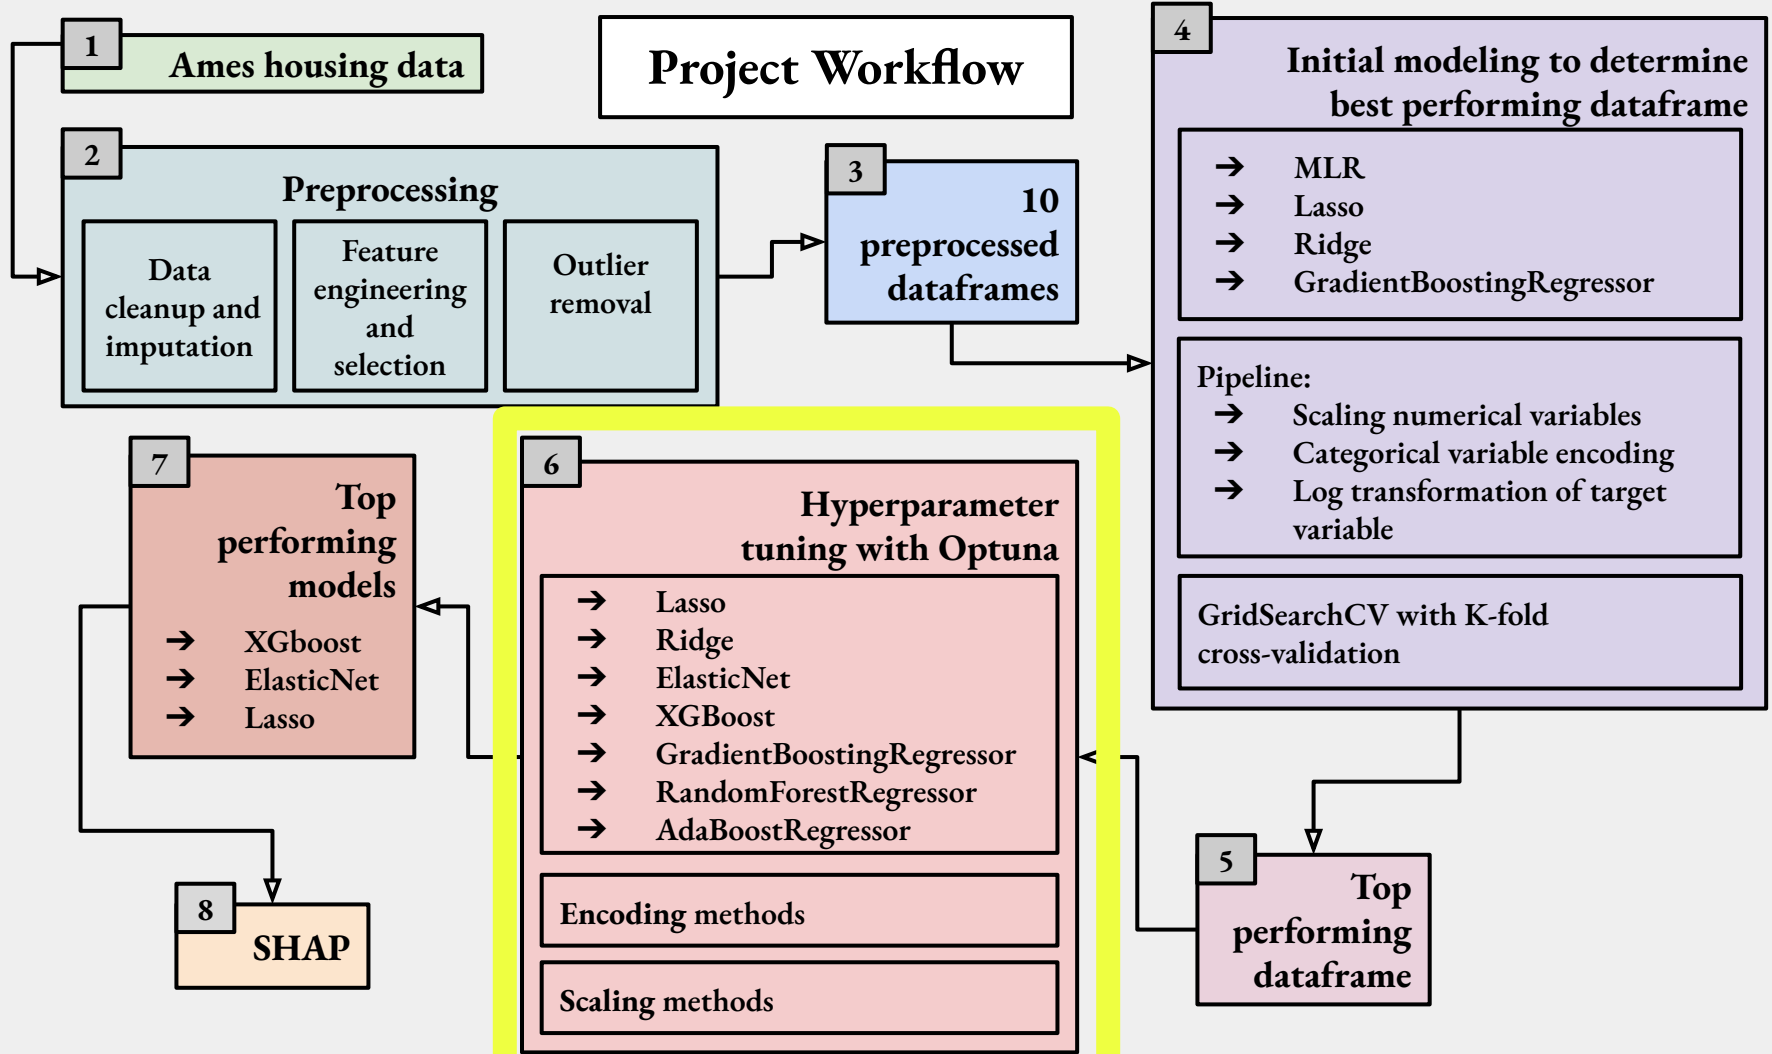 Project Workflow
1
Ames housing data
2
Preprocessing
Data
cleanup and
imputation
Feature
engineering
and
selection
Outlier
removal
3
10
preprocessed
dataframes
4
Initial modeling to determine
best performing dataframe
➔ MLR
➔ Lasso
➔ Ridge
➔ GradientBoostingRegressor
Pipeline:
➔ Scaling numerical variables
➔ Categorical variable encoding
➔ Log transformation of target
variable
GridSearchCV with K-fold
cross-validation
5
Top
performing
dataframe
6
Hyperparameter
tuning with Optuna
➔ Lasso
➔ Ridge
➔ ElasticNet
➔ XGBoost
➔ GradientBoostingRegressor
➔ RandomForestRegressor
➔ AdaBoostRegressor
Encoding methods
Scaling methods
7
Top
performing
models
➔ XGboost
➔ ElasticNet
➔ Lasso
8
SHAP